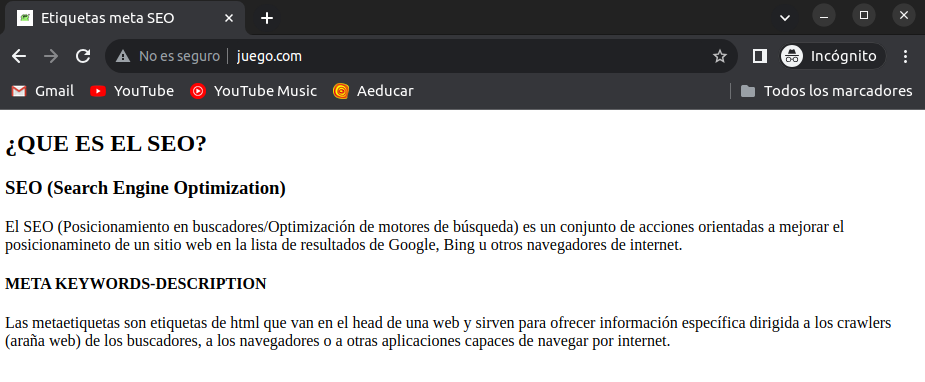 Etiquetas meta SEO
No es seguro juego.com Incógnito
Gmail YouTube YouTube Music Aeducar Todos los marcadores
¿QUE ES EL SEO?
SEO (Search Engine Optimization)
El SEO (Posicionamiento en buscadores/Optimización de motores de búsqueda) es un conjunto de acciones orientadas a mejorar el
posicionamineto de un sitio web en la lista de resultados de Google, Bing u otros navegadores de internet.
META KEYWORDS-DESCRIPTION
Las metaetiquetas son etiquetas de html que van en el head de una web y sirven para ofrecer información específica dirigida a los crawlers
(araña web) de los buscadores, a los navegadores o a otras aplicaciones capaces de navegar por internet.